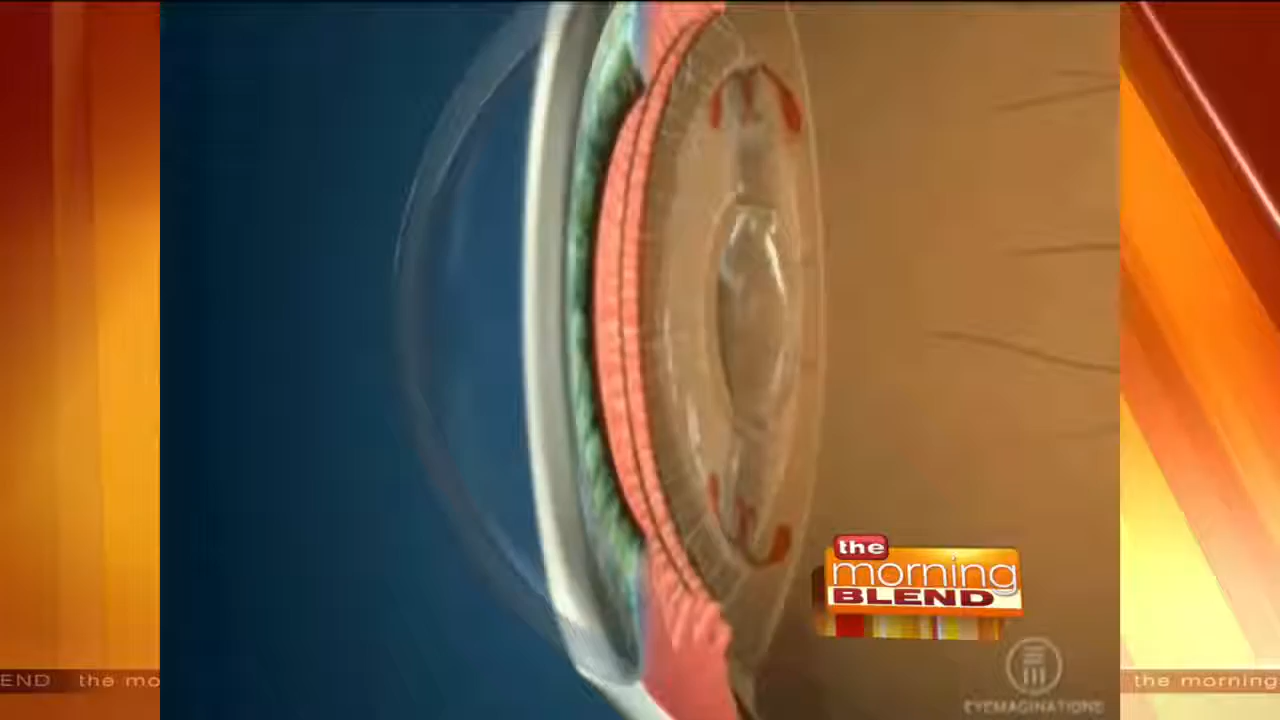 the
morning
BLEND
END the mo
the morning
EYEMAGINATIONS